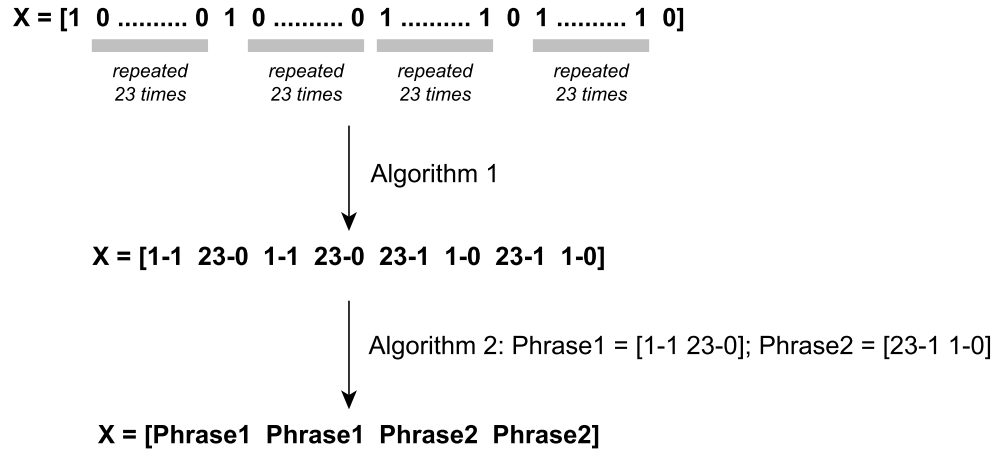 X = [1 0 .......... 0 1 0 .......... 0 1 .......... 1 0 1 .......... 1 0]
repeated repeated repeated repeated
23 times 23 times 23 times 23 times
Algorithm 1
X = [1-1 23-0 1-1 23-0 23-1 1-0 23-1 1-0]
Algorithm 2: Phrase1 = [1-1 23-0]; Phrase2 = [23-1 1-0]
X = [Phrase1 Phrase1 Phrase2 Phrase2]